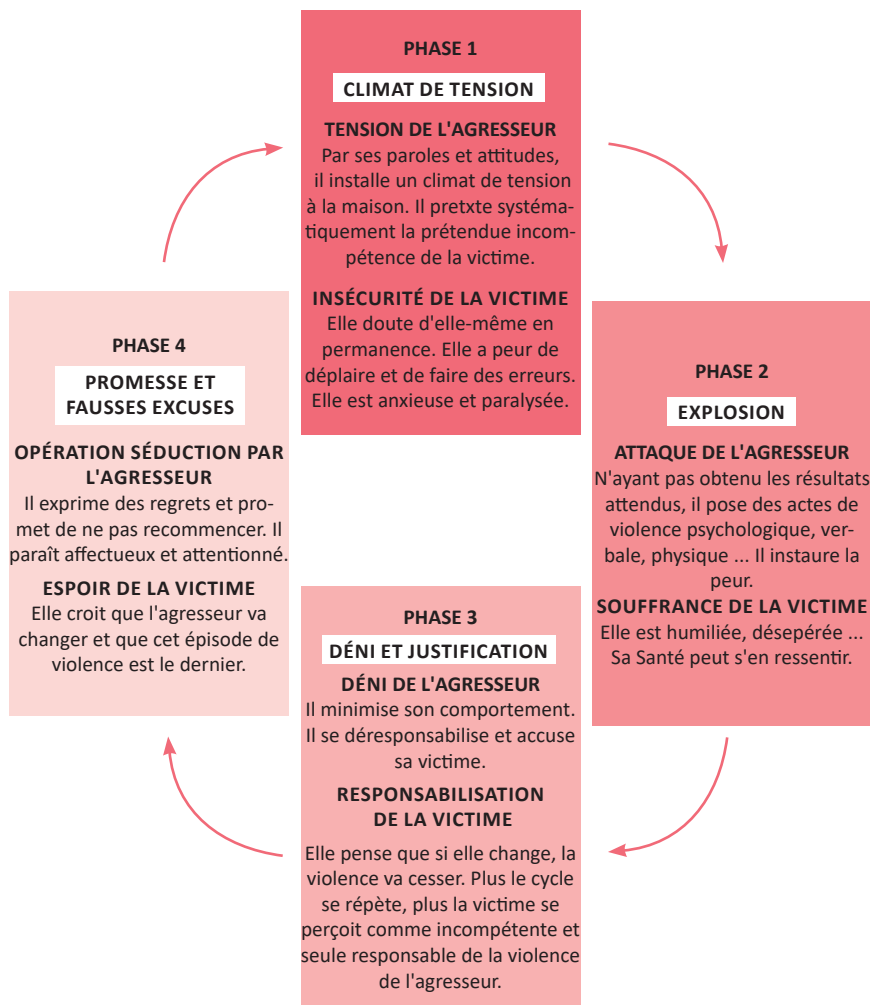 PHASE 1
CLIMAT DE TENSION
TENSION DE L'AGRESSEUR
Par ses paroles et attitudes,
il installe un climat de tension
à la maison. Il pretxte systéma-
tiquement la prétendue incom-
pétence de la victime.
INSÉCURITÉ DE LA VICTIME
Elle doute d'elle-même en
permanence. Elle a peur de
déplaire et de faire des erreurs.
Elle est anxieuse et paralysée.
PHASE 2
EXPLOSION
ATTAQUE DE L'AGRESSEUR
N'ayant pas obtenu les résultats
attendus, il pose des actes de
violence psychologique, ver-
bale, physique ... Il instaure la
peur.
SOUFFRANCE DE LA VICTIME
Elle est humiliée, désepérée ...
Sa Santé peut s'en ressentir.
PHASE 3
DÉNI ET JUSTIFICATION
DÉNI DE L'AGRESSEUR
Il minimise son comportement.
Il se déresponsabilise et accuse
sa victime.
RESPONSABILISATION
DE LA VICTIME
Elle pense que si elle change, la
violence va cesser. Plus le cycle
se répète, plus la victime se
perçoit comme incompétente et
seule responsable de la violence
de l'agresseur.
PHASE 4
PROMESSE ET
FAUSSES EXCUSES
OPÉRATION SÉDUCTION PAR
L'AGRESSEUR
Il exprime des regrets et pro-
met de ne pas recommencer. Il
paraît affectueux et attentionné.
ESPOIR DE LA VICTIME
Elle croit que l'agresseur va
changer et que cet épisode de
violence est le dernier.